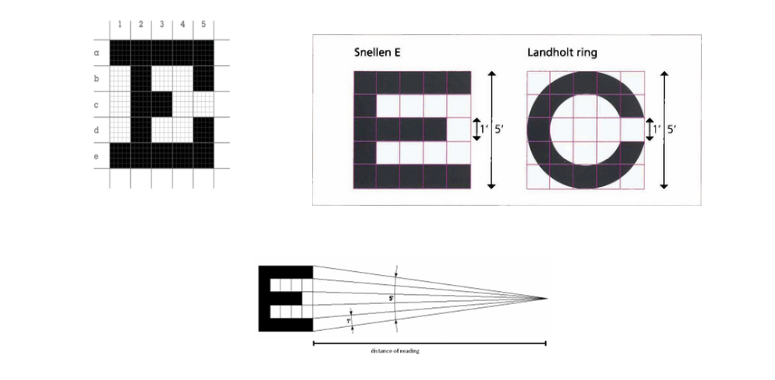 1 2 3 4 5
a
b
c
d
e
Snellen E
Landholt ring
1′ 5′
1′ 5′
5'
1'
distance of reading